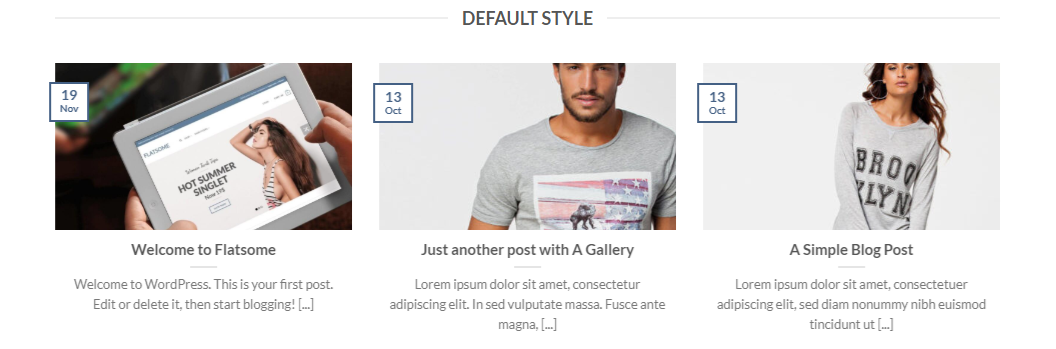 DEFAULT STYLE
19
Nov
FLATSOME
HOT SUMMER
SINGLET
Now 19$
13
Oct
13
Oct
BROO
KLYN
Welcome to Flatsome
Just another post with A Gallery
A Simple Blog Post
Welcome to WordPress. This is your first post.
Edit or delete it, then start blogging! [...]
Lorem ipsum dolor sit amet, consectetur
adipiscing elit. In sed vulputate massa. Fusce ante
magna, [...]
Lorem ipsum dolor sit amet, consectetuer
adipiscing elit, sed diam nonummy nibh euismod
tincidunt ut [...]